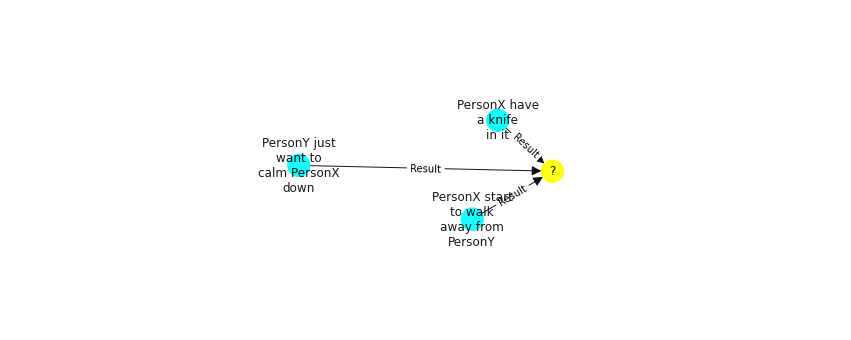 PersonX have
a knife
in it
Result
PersonY just
want to
calm PersonX
down
Result
?
PersonX start
to walk
away from
PersonY
Result